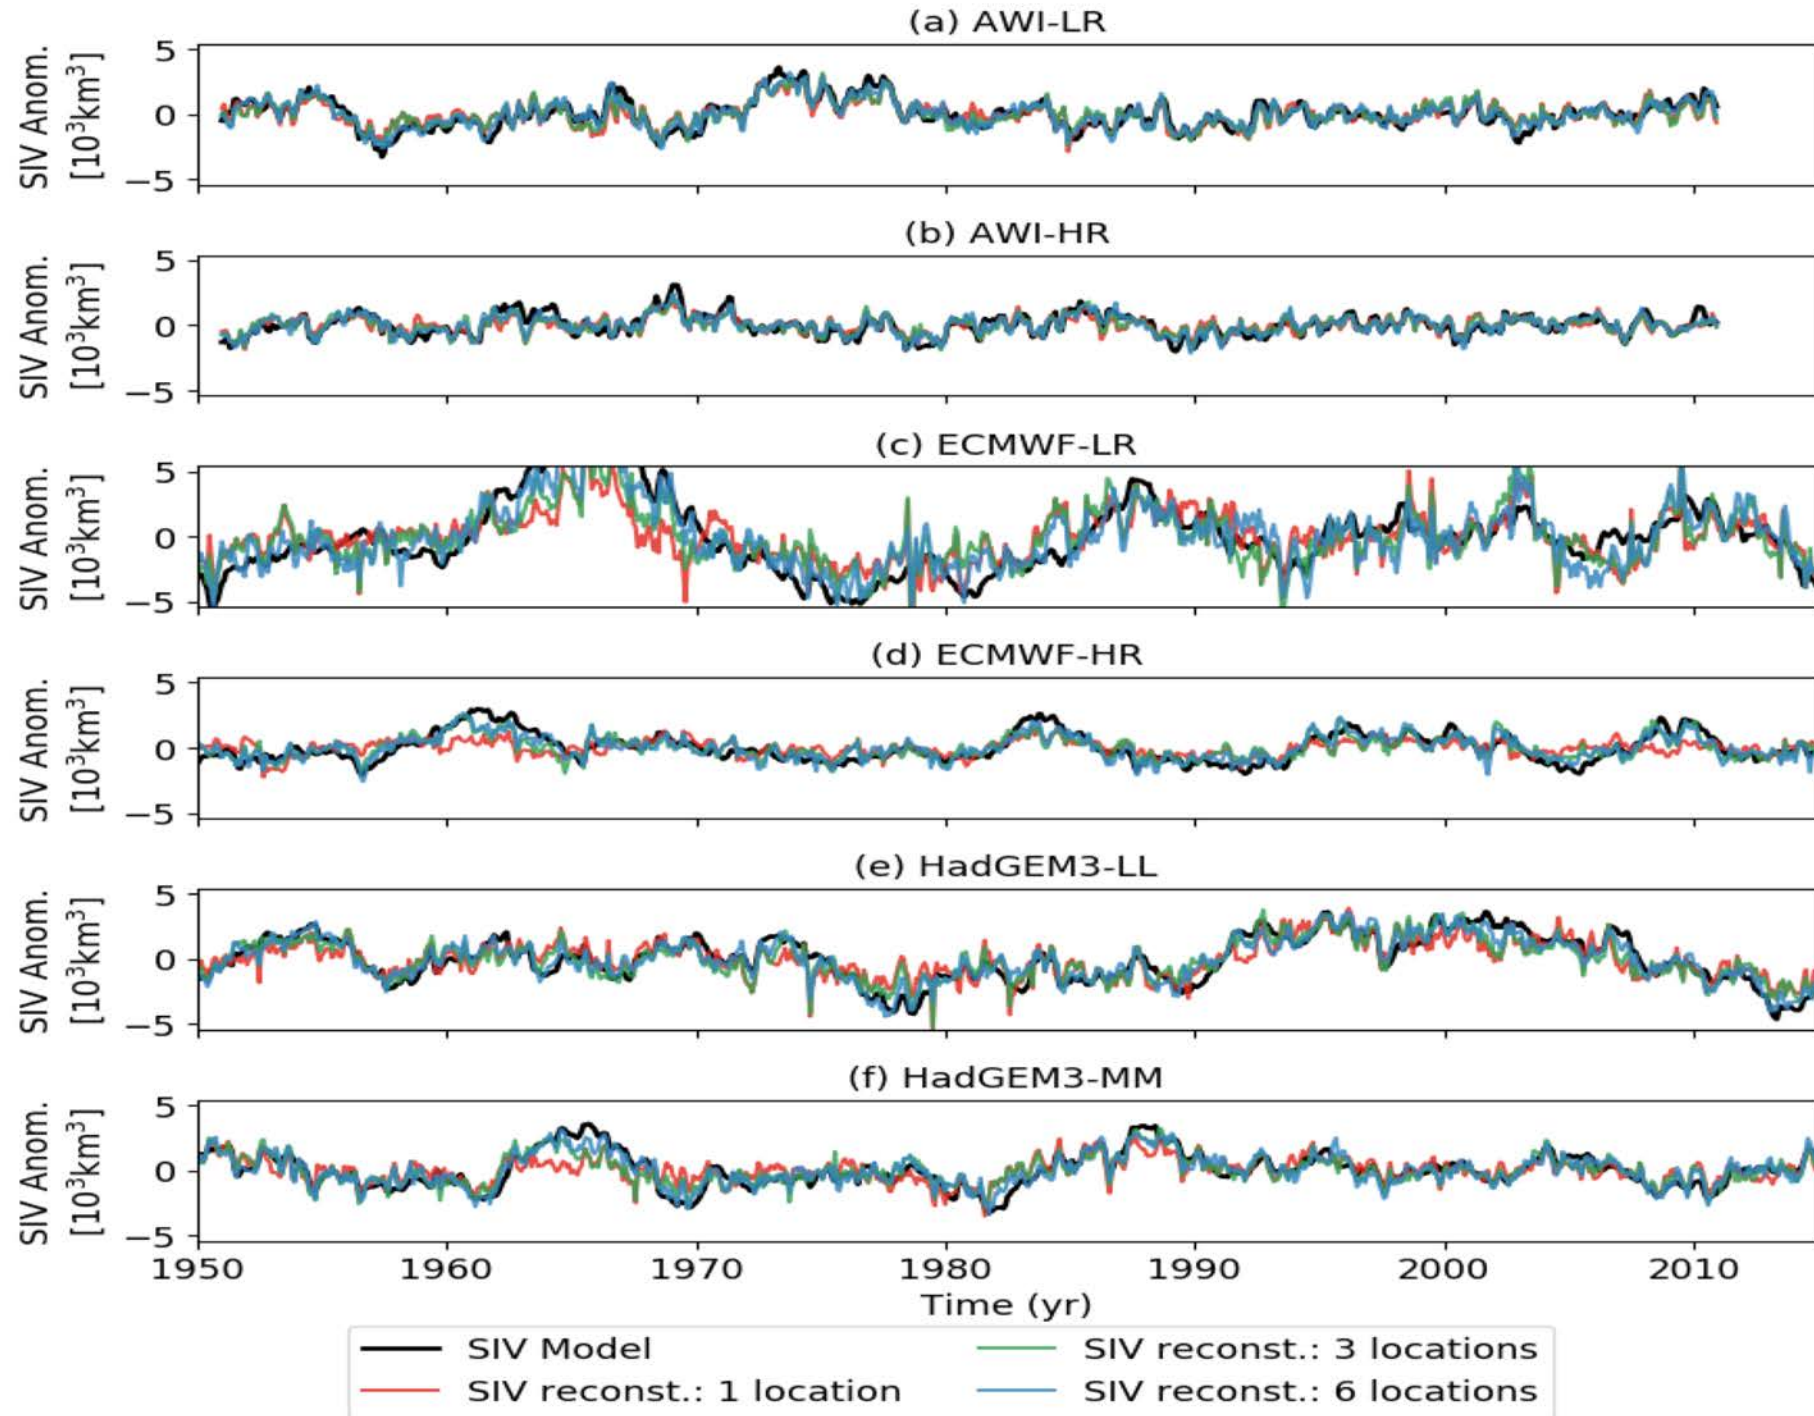 (a) AWI-LR
SIV Anom.
[10³km³]
5
0
−5
(b) AWI-HR
SIV Anom.
[10³km³]
5
0
−5
(c) ECMWF-LR
SIV Anom.
[10³km³]
5
0
−5
(d) ECMWF-HR
SIV Anom.
[10³km³]
5
0
−5
(e) HadGEM3-LL
SIV Anom.
[10³km³]
5
0
−5
(f) HadGEM3-MM
SIV Anom.
[10³km³]
5
0
−5
1950 1960 1970 1980 1990 2000 2010
Time (yr)
SIV Model
SIV reconst.: 1 location
SIV reconst.: 3 locations
SIV reconst.: 6 locations